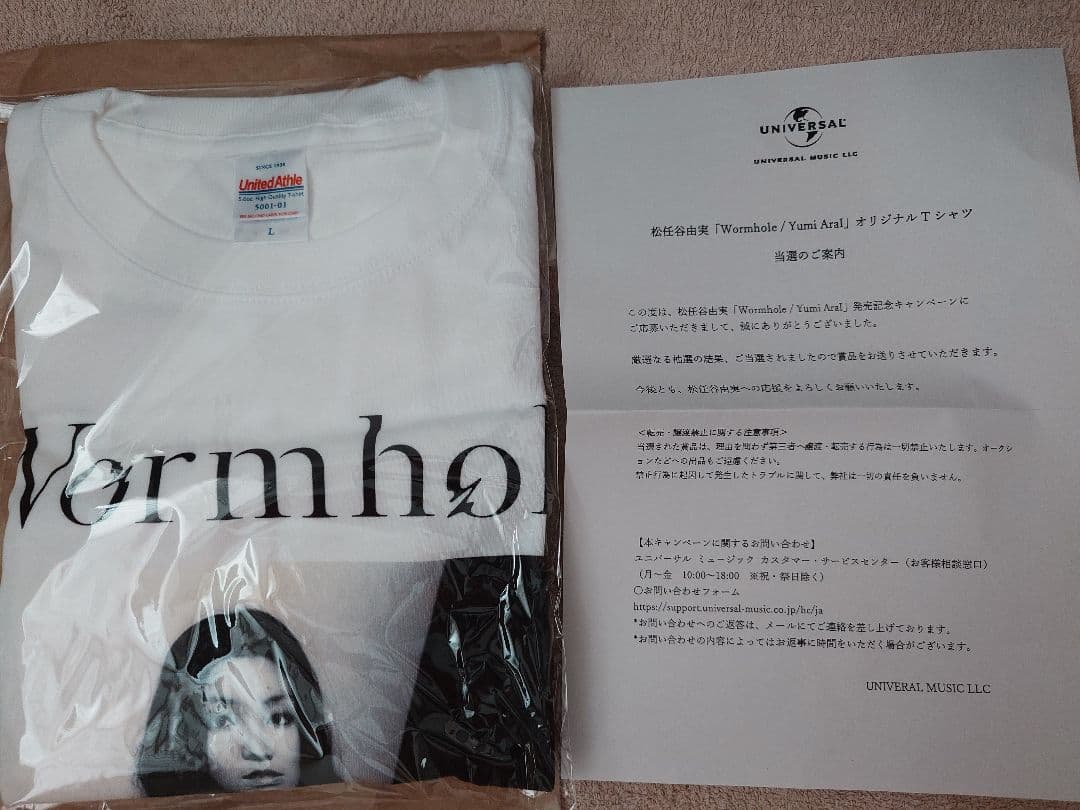 SINCE 1938
UnitedAthle
5.6oz. High Quality T-shirt
5001-01
L
Wormhol
UNIVERSAL
UNIVERSAL MUSIC LLC
松任谷由実「Wormhole / Yumi AraI」オリジナル T シャツ
当選のご案内
この度は、松任谷由実「Wormhole / Yumi AraI」発売記念キャンペーンに
ご応募いただきまして、誠にありがとうございました。
厳選なる抽選の結果、ご当選されましたので賞品をお送りさせていただきます。
今後とも、松任谷由実への応援をよろしくお願いいたします。
＜転売・譲渡禁止に関する注意事項＞
当選された賞品は、理由を問わず第三者へ譲渡・転売する行為は一切禁止いたします。オークシ
ョンなどへの出品もご遠慮ください。
禁止行為に起因して発生したトラブルに関して、弊社は一切の責任を負いません。
【本キャンペーンに関するお問い合わせ】
ユニバーサル ミュージック カスタマー・サービスセンター（お客様相談窓口）
（月～金　10:00～18:00　※祝・祭日除く）
〇お問い合わせフォーム
https://support.universal-music.co.jp/hc/ja
*お問い合わせへのご返答は、メールにてご連絡を差し上げております。
*お問い合わせの内容によってはお返事に時間をいただく場合がございます。
UNIVERAL MUSIC LLC